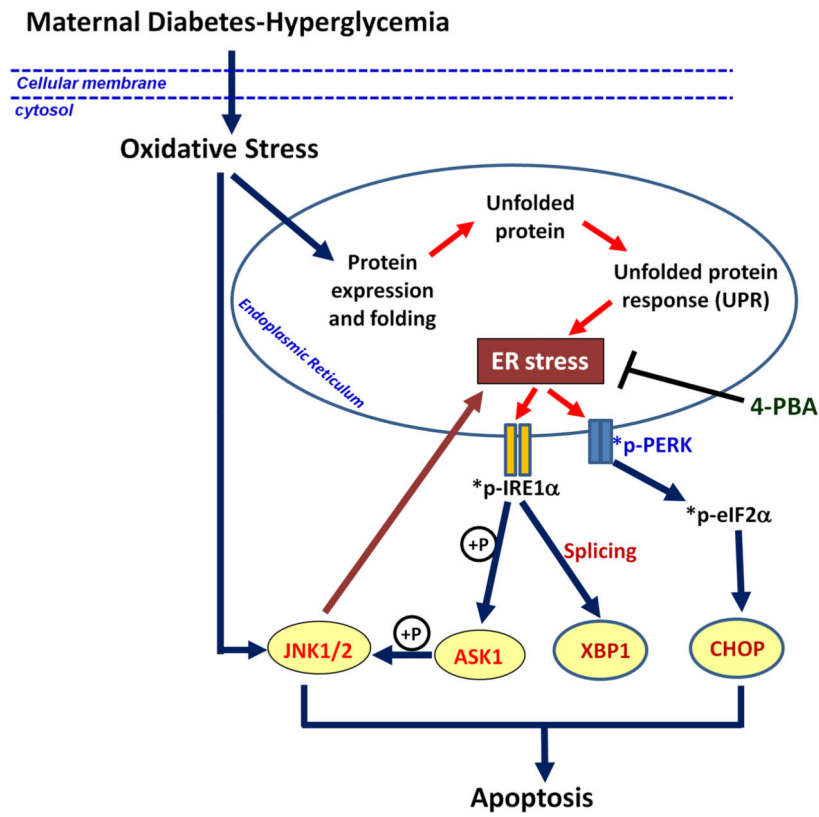 Maternal Diabetes-Hyperglycemia
Cellular membrane
cytosol
Oxidative Stress
Unfolded
protein
Protein
expression
and folding
Unfolded protein
response (UPR)
Endoplasmic Reticulum
ER stress
4-PBA
*p-PERK
*p-IRE1α
*p-eIF2α
+P
Splicing
+P
JNK1/2
ASK1
XBP1
CHOP
Apoptosis